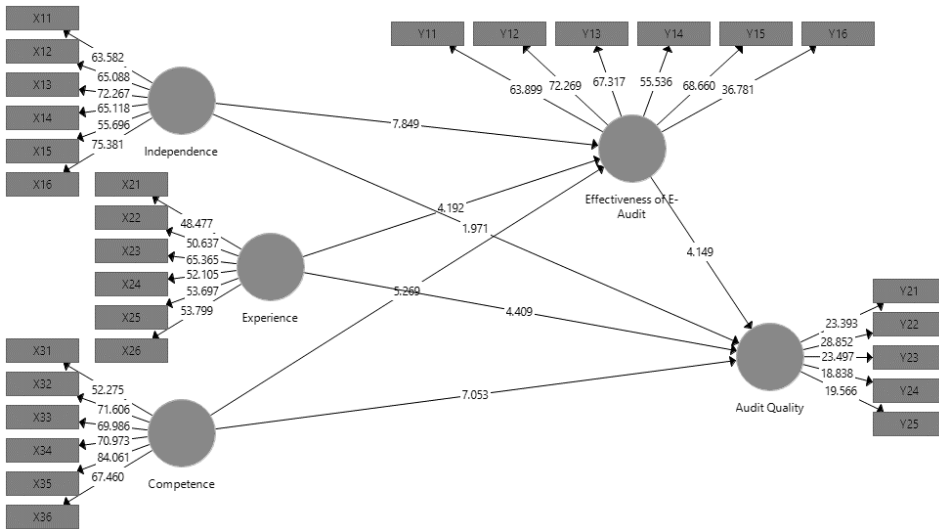 X11
X12
X13
X14
X15
X16
63.582
65.088
72.267
65.118
55.696
75.381
Independence
X21
X22
X23
X24
X25
X26
48.477
50.637
65.365
52.105
53.697
53.799
Experience
X31
X32
X33
X34
X35
X36
52.275
71.606
69.986
70.973
84.061
67.460
Competence
7.849
4.192
1.971
5.269
4.409
7.053
4.149
Y11
Y12
Y13
Y14
Y15
Y16
63.899
72.269
67.317
55.536
68.660
36.781
Effectiveness of E-
Audit
Y21
Y22
Y23
Y24
Y25
23.393
28.852
23.497
18.838
19.566
Audit Quality